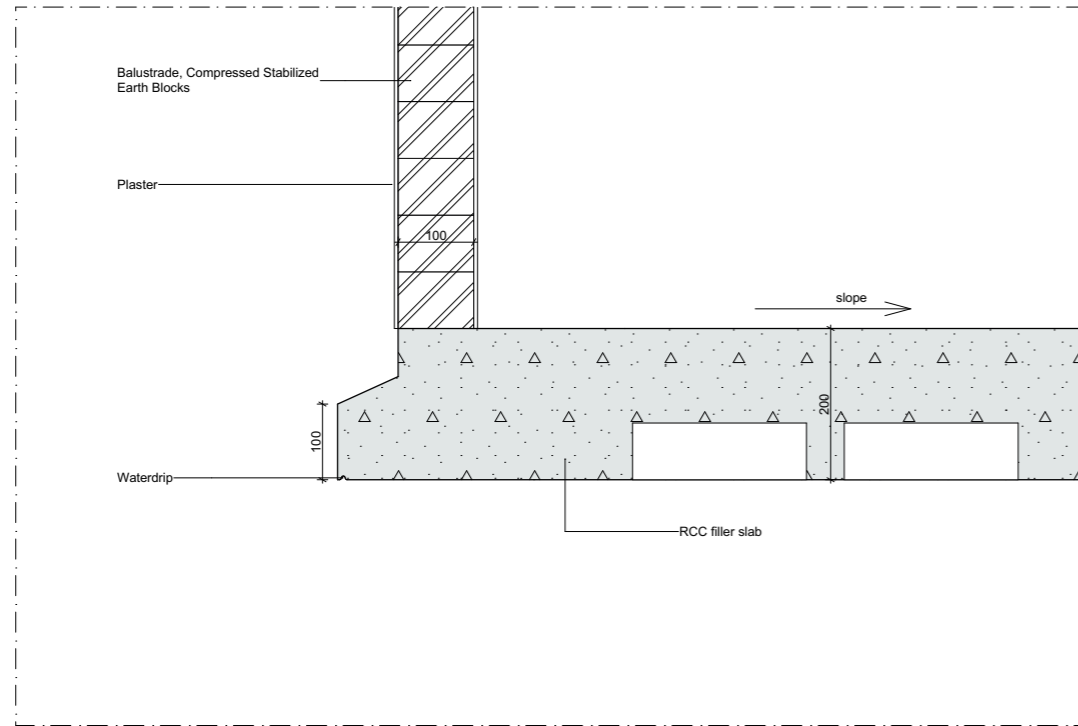 Balustrade, Compressed Stabilized
Earth Blocks
Plaster
100
slope
200
100
Waterdrip
RCC filler slab